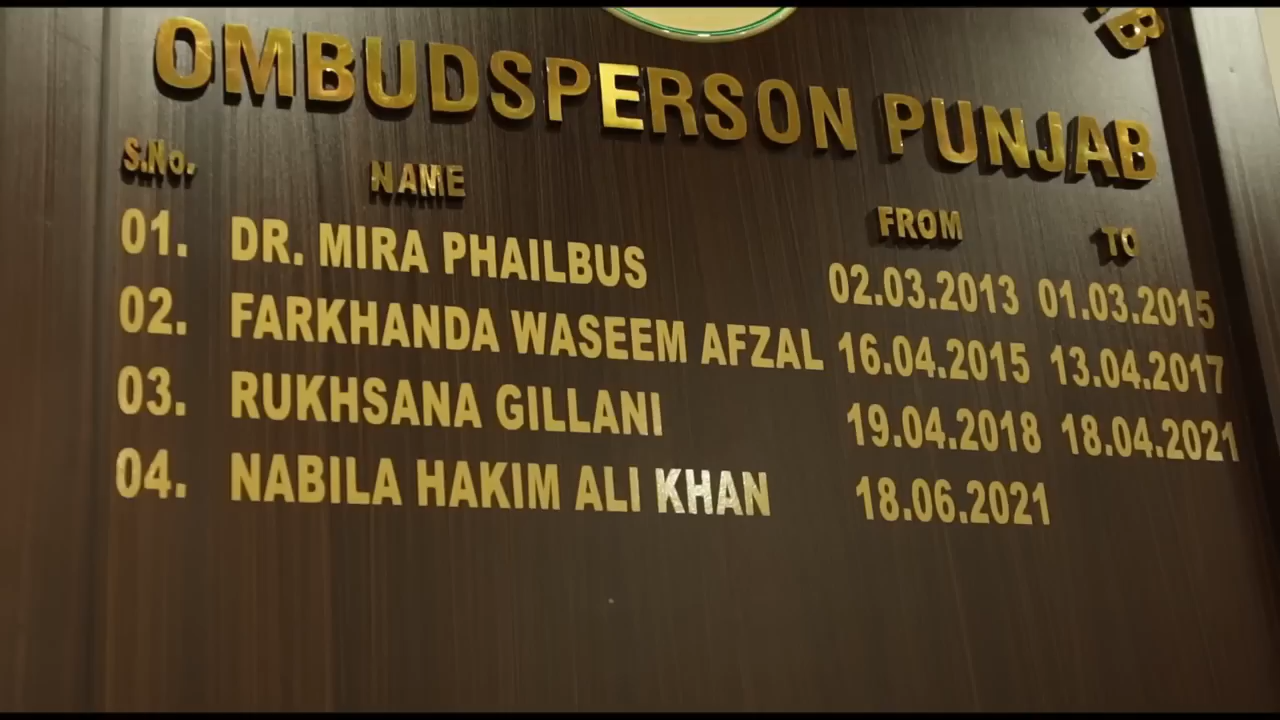 OMBUDSPERSON PUNJAB
S.No. NAME FROM TO
01. DR. MIRA PHAILBUS 02.03.2013 01.03.2015
02. FARKHANDA WASEEM AFZAL 16.04.2015 13.04.2017
03. RUKHSANA GILLANI 19.04.2018 18.04.2021
04. NABILA HAKIM ALI KHAN 18.06.2021